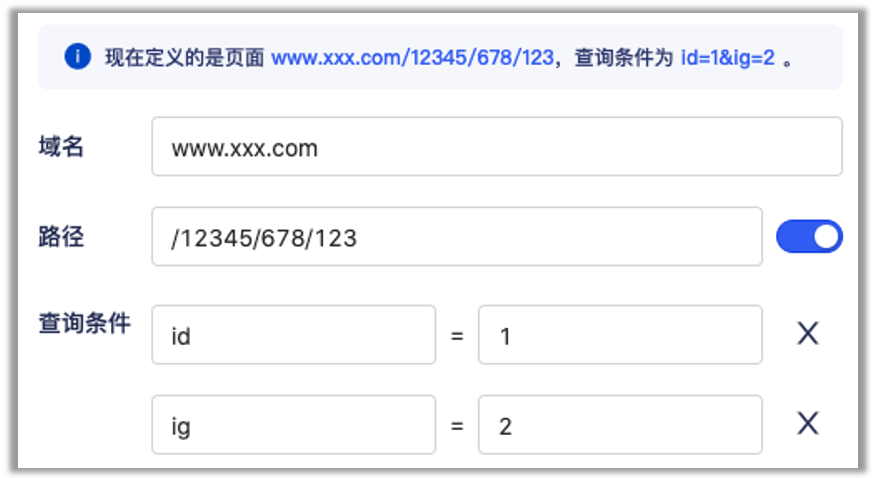 现在定义的是页面 www.xxx.com/12345/678/123，查询条件为 id=1&ig=2 。
域名 www.xxx.com
路径 /12345/678/123
查询条件 id = 1 X
ig = 2 X